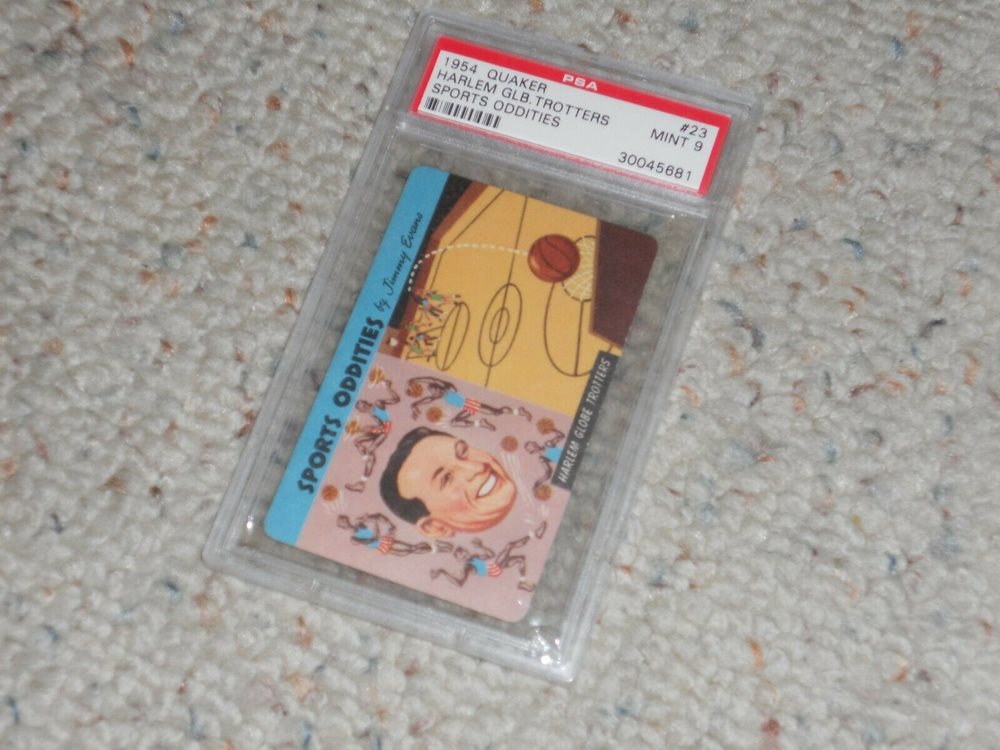 PSA
1954 QUAKER
HARLEM GLB.TROTTERS
SPORTS ODDITIES
#23
MINT 9
30045681
SPORTS ODDITIES by Jimmy Evans
HARLEM GLOBE TROTTERS